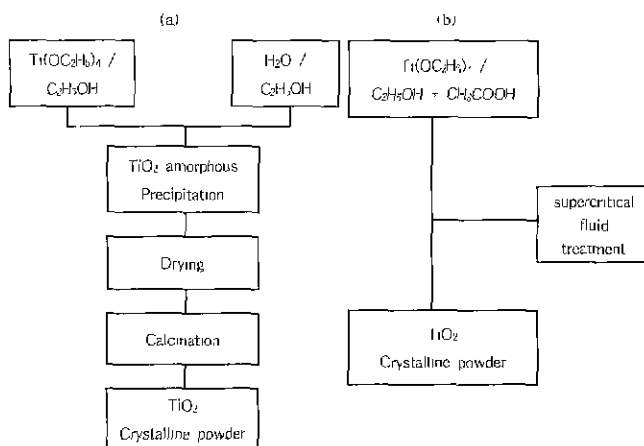 (a)
Ti(OC₂H₅)₄ /
C₂H₅OH
H₂O /
C₂H₅OH
TiO₂ amorphous
Precipitation
Drying
Calcination
TiO₂
Crystalline powder
(b)
Ti(OC₂H₅)₄ /
C₂H₅OH + CH₃COOH
supercritical
fluid
treatment
TiO₂
Crystalline powder